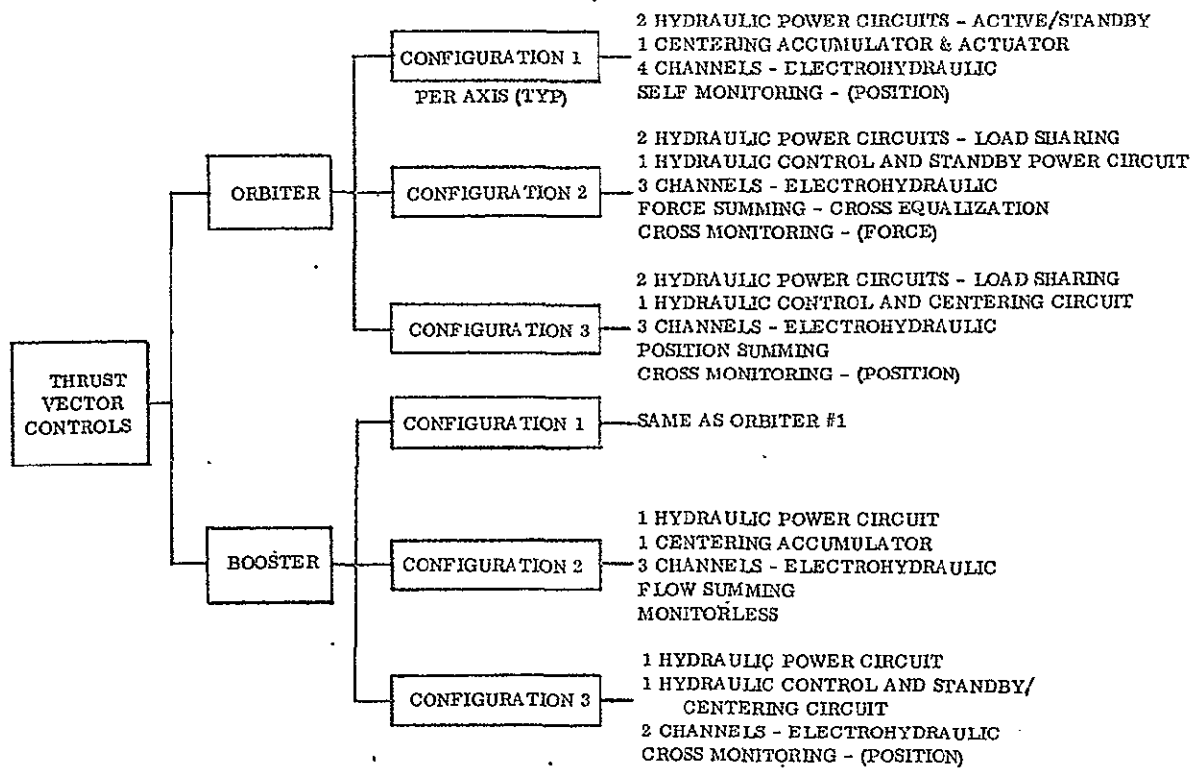 THRUST
VECTOR
CONTROLS
ORBITER
CONFIGURATION 1
PER AXIS (TYP)
2 HYDRAULIC POWER CIRCUITS - ACTIVE/STANDBY
1 CENTERING ACCUMULATOR & ACTUATOR
4 CHANNELS - ELECTROHYDRAULIC
SELF MONITORING - (POSITION)
CONFIGURATION 2
2 HYDRAULIC POWER CIRCUITS - LOAD SHARING
1 HYDRAULIC CONTROL AND STANDBY POWER CIRCUIT
3 CHANNELS - ELECTROHYDRAULIC
FORCE SUMMING - CROSS EQUALIZATION
CROSS MONITORING - (FORCE)
CONFIGURATION 3
2 HYDRAULIC POWER CIRCUITS - LOAD SHARING
1 HYDRAULIC CONTROL AND CENTERING CIRCUIT
3 CHANNELS - ELECTROHYDRAULIC
POSITION SUMMING
CROSS MONITORING - (POSITION)
BOOSTER
CONFIGURATION 1
SAME AS ORBITER #1
CONFIGURATION 2
1 HYDRAULIC POWER CIRCUIT
1 CENTERING ACCUMULATOR
3 CHANNELS - ELECTROHYDRAULIC
FLOW SUMMING
MONITORLESS
CONFIGURATION 3
1 HYDRAULIC POWER CIRCUIT
1 HYDRAULIC CONTROL AND STANDBY/
CENTERING CIRCUIT
2 CHANNELS - ELECTROHYDRAULIC
CROSS MONITORING - (POSITION)